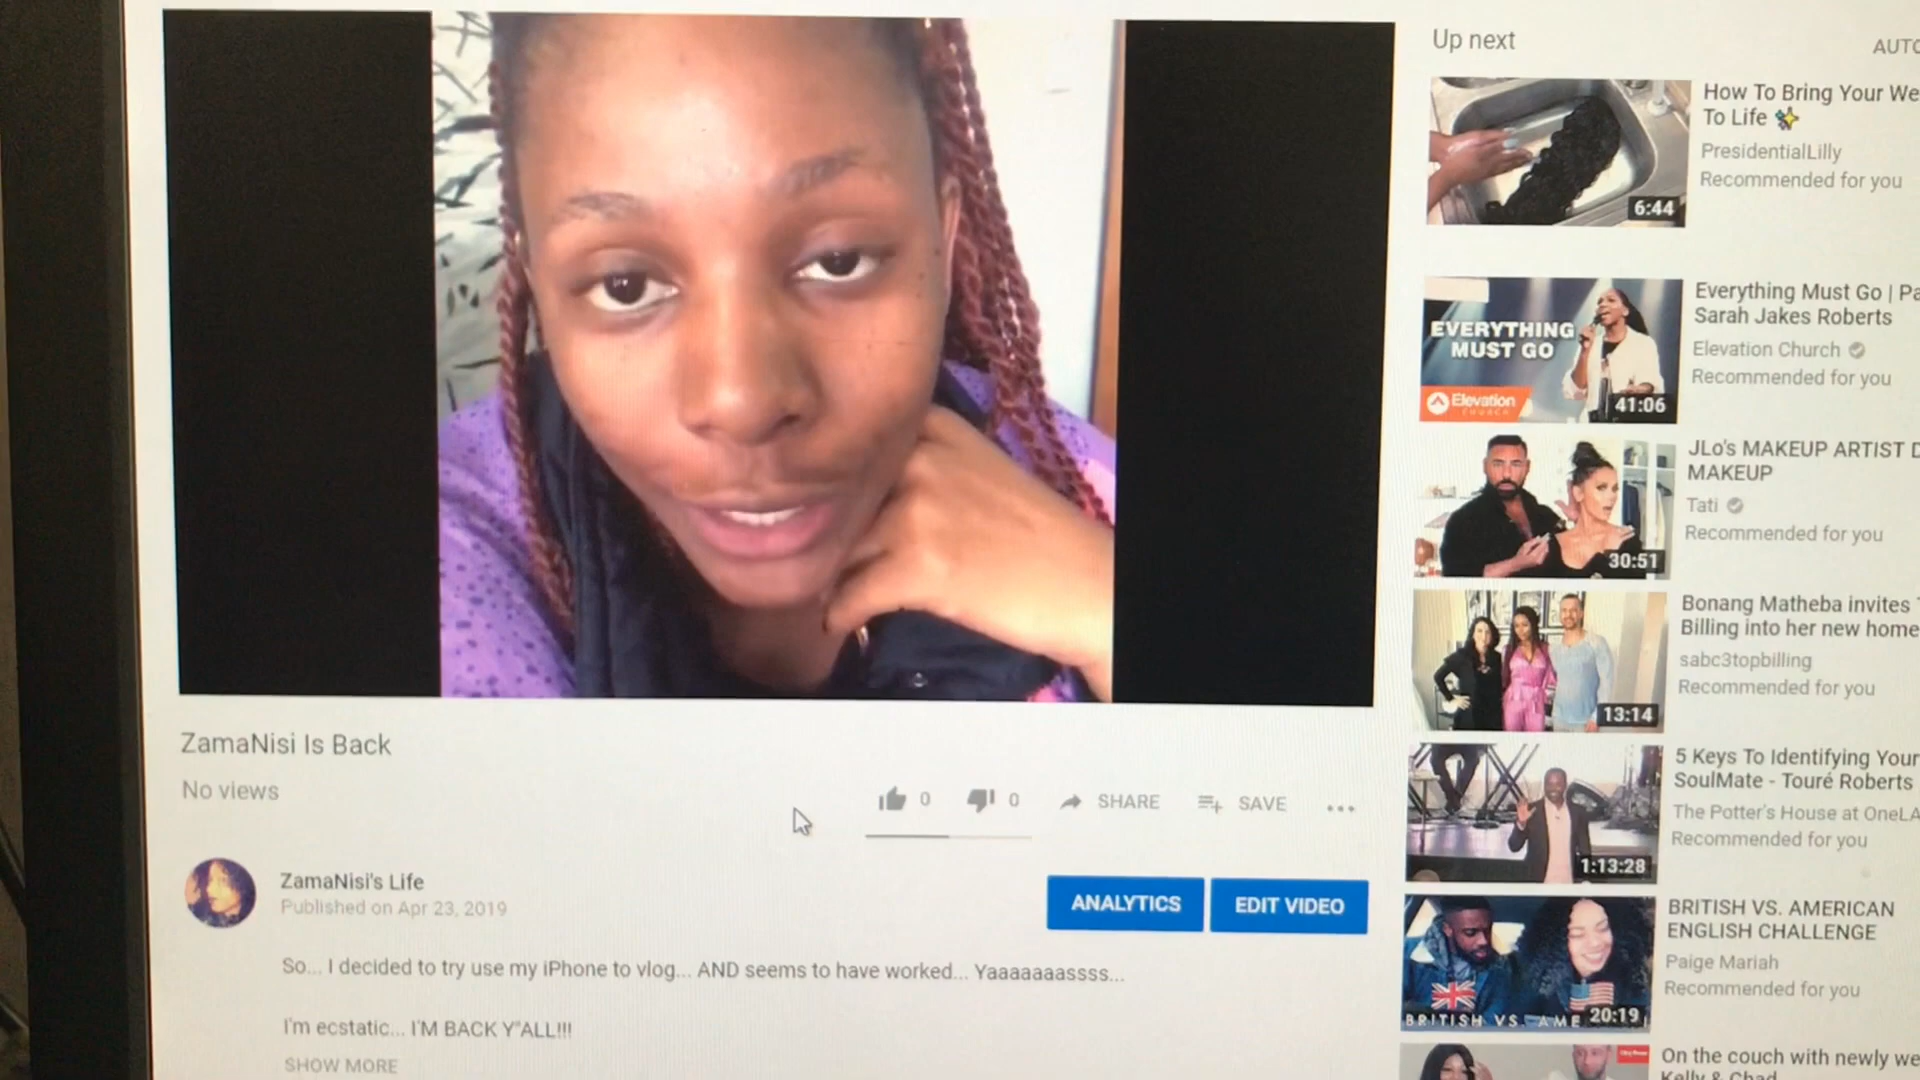 ZamaNisi Is Back
No views
0
0
SHARE
SAVE
ZamaNisi's Life
Published on Apr 23, 2019
ANALYTICS
EDIT VIDEO
So... I decided to try use my iPhone to vlog... AND seems to have worked... Yaaaaaaassss...
I'm ecstatic... I'M BACK Y'ALL!!!
SHOW MORE
Up next
How To Bring Your
To Life ✨
PresidentialLilly
Recommended for you
6:44
Everything Must Go |
Sarah Jakes Roberts
Elevation Church
Recommended for you
EVERYTHING
MUST GO
Elevation
CHURCH
41:06
JLo's MAKEUP ARTIST
MAKEUP
Tati
Recommended for you
30:51
Bonang Matheba invites
Billing into her new home
sabc3topbilling
Recommended for you
13:14
5 Keys To Identifying Your
SoulMate - Touré Roberts
The Potter's House at
Recommended for you
1:13:28
BRITISH VS. AMERICAN
ENGLISH CHALLENGE
Paige Mariah
Recommended for you
BRITISH VS.
20:19
On the couch with newly